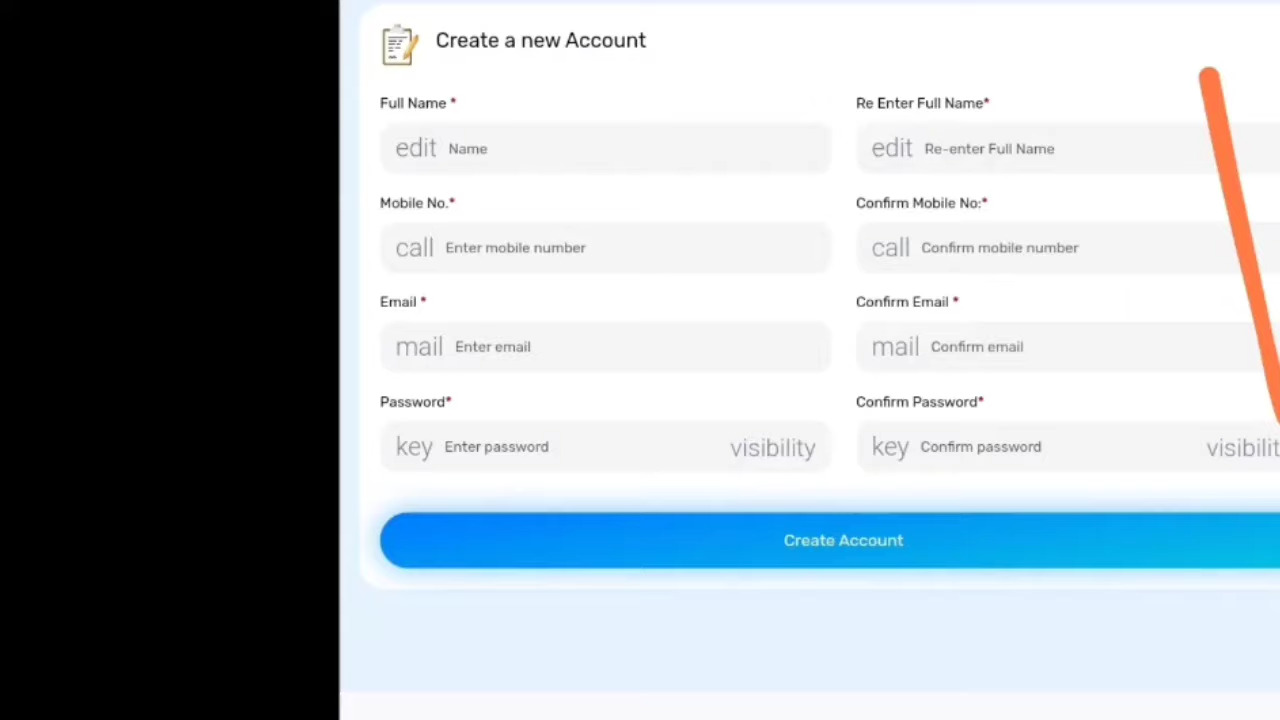 Create a new Account
Full Name *
Re Enter Full Name*
edit Name
edit Re-enter Full Name
Mobile No.*
Confirm Mobile No:*
call Enter mobile number
call Confirm mobile number
Email *
Confirm Email *
mail Enter email
mail Confirm email
Password*
Confirm Password*
key Enter password visibility
key Confirm password
Create Account